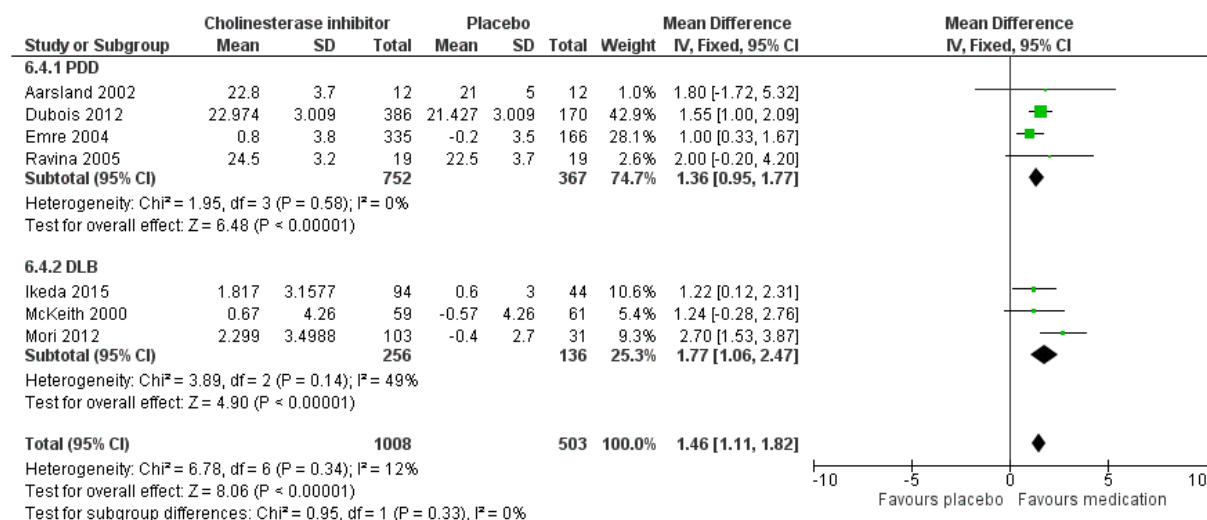 Cholinesterase inhibitor Placebo Mean Difference Mean Difference
Study or Subgroup Mean SD Total Mean SD Total Weight IV, Fixed, 95% CI IV, Fixed, 95% CI
6.4.1 PDD
Aarsland 2002 22.8 3.7 12 21 5 12 1.0% 1.80 [-1.72, 5.32]
Dubois 2012 22.974 3.009 386 21.427 3.009 170 42.9% 1.55 [1.00, 2.09]
Emre 2004 0.8 3.8 335 -0.2 3.5 166 28.1% 1.00 [0.33, 1.67]
Ravina 2005 24.5 3.2 19 22.5 3.7 19 2.6% 2.00 [-0.20, 4.20]
Subtotal (95% CI) 752 367 74.7% 1.36 [0.95, 1.77]
Heterogeneity: Chi² = 1.95, df = 3 (P = 0.58); I² = 0%
Test for overall effect: Z = 6.48 (P < 0.00001)
6.4.2 DLB
Ikeda 2015 1.817 3.1577 94 0.6 3 44 10.6% 1.22 [0.12, 2.31]
McKeith 2000 0.67 4.26 59 -0.57 4.26 61 5.4% 1.24 [-0.28, 2.76]
Mori 2012 2.299 3.4988 103 -0.4 2.7 31 9.3% 2.70 [1.53, 3.87]
Subtotal (95% CI) 256 136 25.3% 1.77 [1.06, 2.47]
Heterogeneity: Chi² = 3.89, df = 2 (P = 0.14); I² = 49%
Test for overall effect: Z = 4.90 (P < 0.00001)
Total (95% CI) 1008 503 100.0% 1.46 [1.11, 1.82]
Heterogeneity: Chi² = 6.78, df = 6 (P = 0.34); I² = 12%
Test for overall effect: Z = 8.06 (P < 0.00001)
Test for subgroup differences: Chi² = 0.95, df = 1 (P = 0.33), I² = 0%
-10 -5 0 5 10
Favours placebo Favours medication